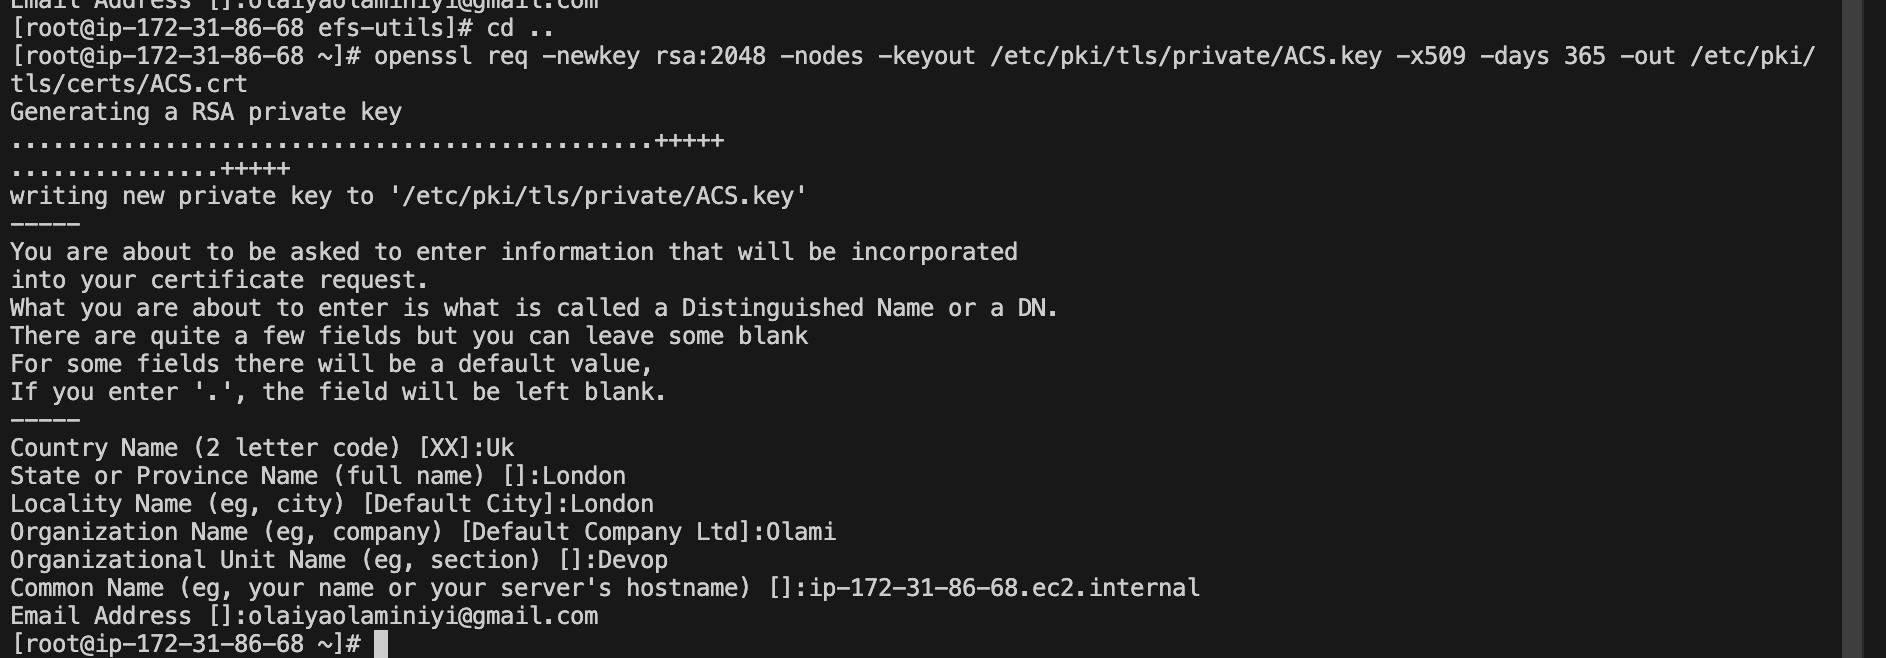 Email Address []:olaiyaolaminiyi@gmail.com
[root@ip-172-31-86-68 efs-utils]# cd ..
[root@ip-172-31-86-68 ~]# openssl req -newkey rsa:2048 -nodes -keyout /etc/pki/tls/private/ACS.key -x509 -days 365 -out /etc/pki/
tls/certs/ACS.crt
Generating a RSA private key
..............................................+++++
...............+++++
writing new private key to '/etc/pki/tls/private/ACS.key'
-----
You are about to be asked to enter information that will be incorporated
into your certificate request.
What you are about to enter is what is called a Distinguished Name or a DN.
There are quite a few fields but you can leave some blank
For some fields there will be a default value,
If you enter '.', the field will be left blank.
-----
Country Name (2 letter code) [XX]:Uk
State or Province Name (full name) []:London
Locality Name (eg, city) [Default City]:London
Organization Name (eg, company) [Default Company Ltd]:Olami
Organizational Unit Name (eg, section) []:Devop
Common Name (eg, your name or your server's hostname) []:ip-172-31-86-68.ec2.internal
Email Address []:olaiyaolaminiyi@gmail.com
[root@ip-172-31-86-68 ~]#